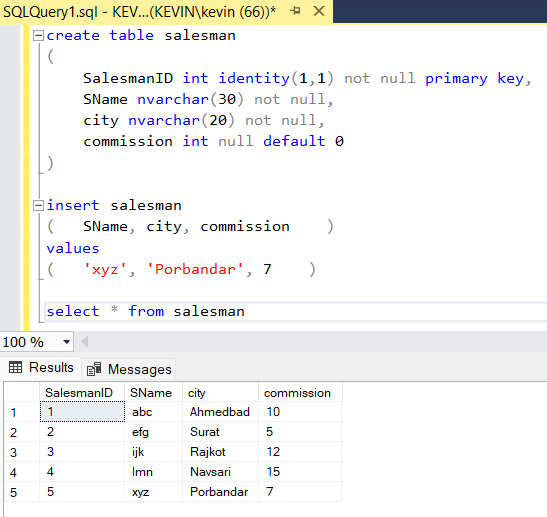 SQLQuery1.sql - KEV...(KEVIN\kevin (66))*
create table salesman
(
SalesmanID int identity(1,1) not null primary key,
SName nvarchar(30) not null,
city nvarchar(20) not null,
commission int null default 0
)
insert salesman
( SName, city, commission )
values
( 'xyz', 'Porbandar', 7 )
select * from salesman
100 %
Results Messages
SalesmanID SName city commission
1 1 abc Ahmedbad 10
2 2 efg Surat 5
3 3 ijk Rajkot 12
4 4 lmn Navsari 15
5 5 xyz Porbandar 7